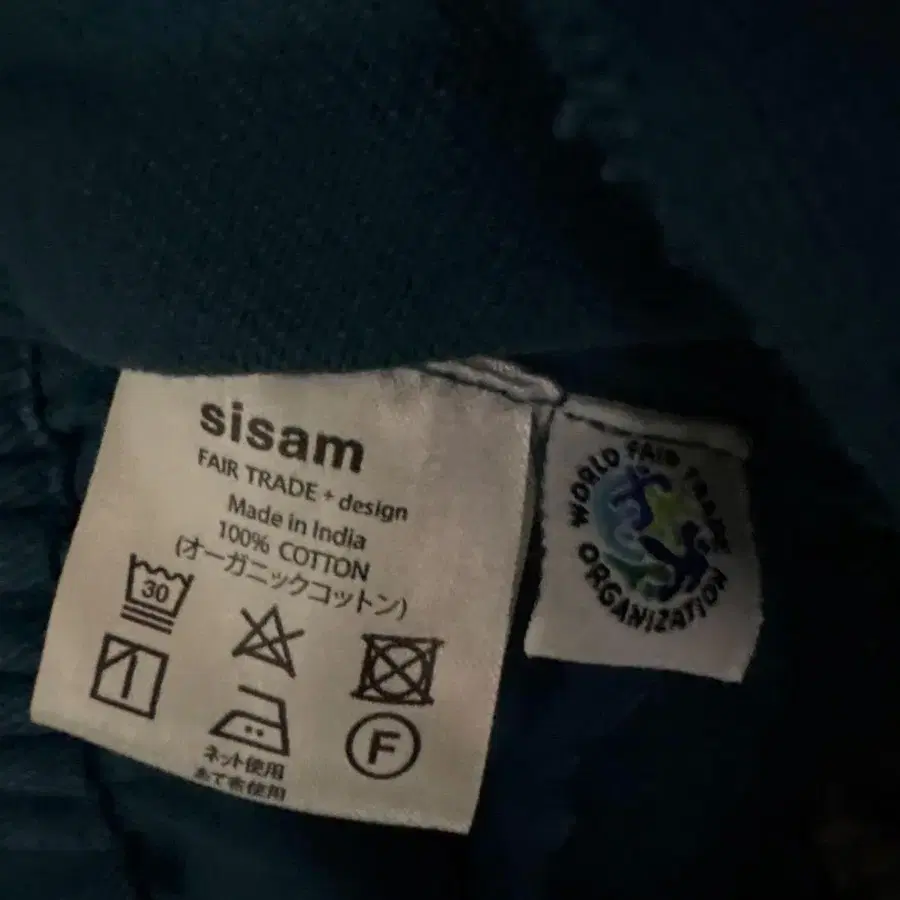 sisam
FAIR TRADE + design
Made in India
100% COTTON
(オーガニックコットン)
30
F
ネット使用
あて布使用
WORLD FAIR TRADE
ORGANIZATION